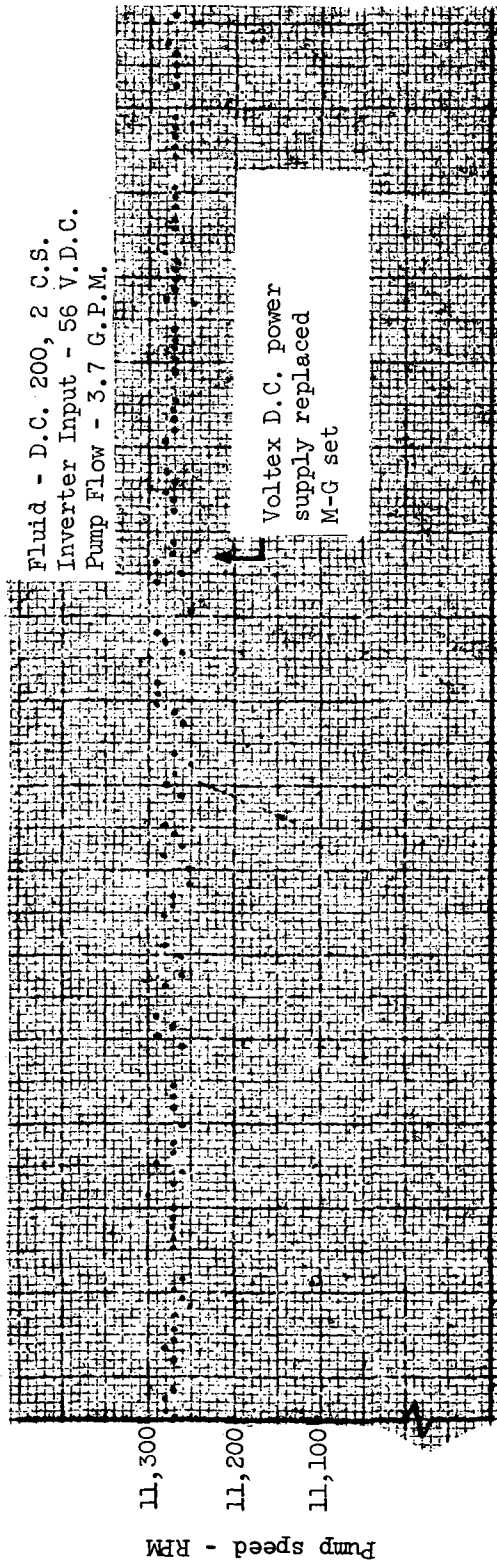 Fluid - D.C. 200, 2 C.S.
Inverter Input - 56 V.D.C.
Pump Flow - 3.7 G.P.M.
Voltex D.C. power
supply replaced
M-G set
11,300
11,200
11,100
Pump speed - RPM